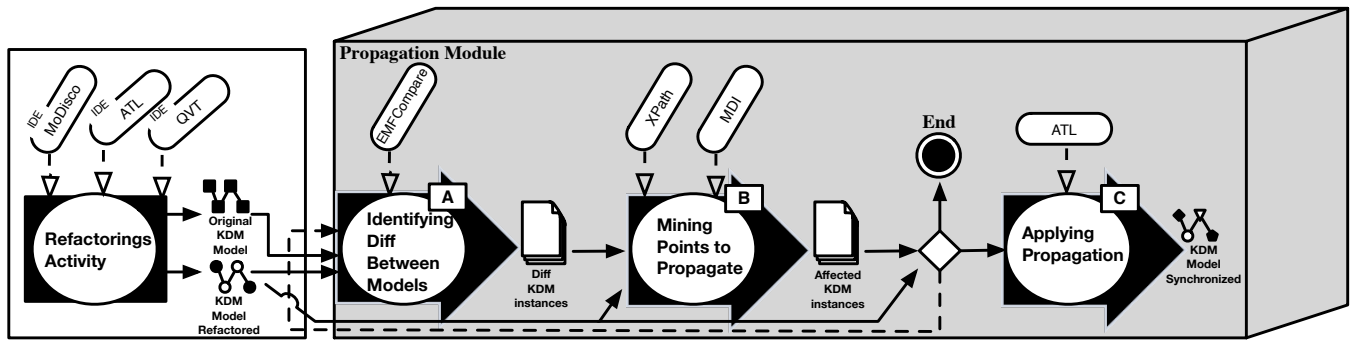 Propagation Module
IDE
MoDisco
IDE
ATL
IDE
QVT
EMFCompare
XPath
MDI
End
ATL
Refactorings
Activity
Original
KDM
Model
KDM
Model
Refactored
A
Identifying
Diff
Between
Models
Diff
KDM
instances
B
Mining
Points to
Propagate
Affected
KDM
instances
C
Applying
Propagation
KDM
Model
Synchronized